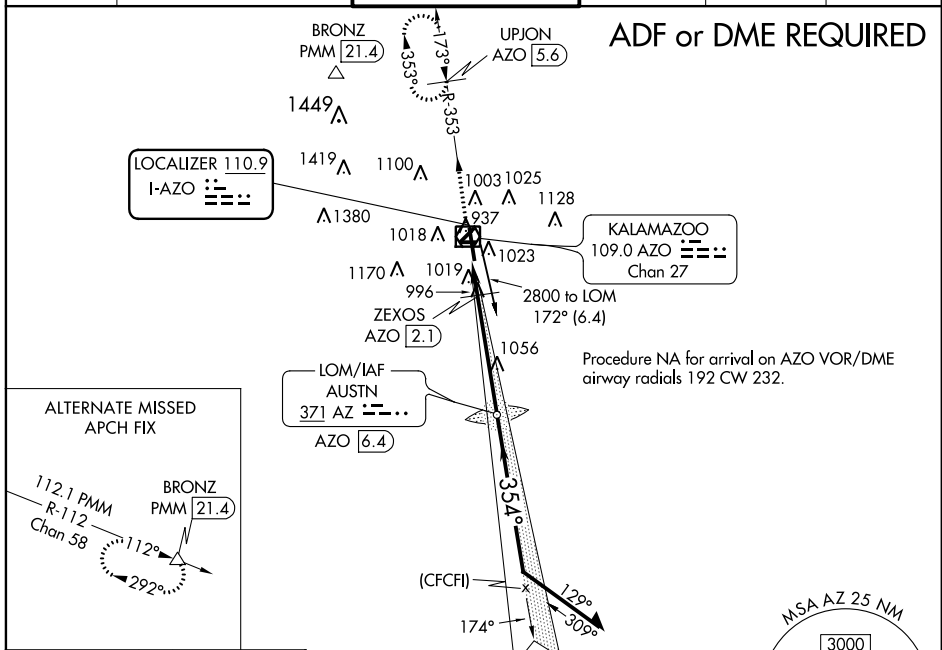 ADF or DME REQUIRED
BRONZ
PMM 21.4
173°
353°
UPJON
AZO 5.6
R-353
1449
1419
1100
1003
1025
1128
1380
1018
937
1023
1170
1019
996
LOCALIZER 110.9
I-AZO
KALAMAZOO
109.0 AZO
Chan 27
2800 to LOM
172° (6.4)
ZEXOS
AZO 2.1
1056
Procedure NA for arrival on AZO VOR/DME
airway radials 192 CW 232.
LOM/IAF
AUSTN
371 AZ
AZO 6.4
354°
(CFCFI)
174°
129°
309°
ALTERNATE MISSED
APCH FIX
112.1 PMM
R-112
Chan 58
112°
292°
BRONZ
PMM 21.4
MSA AZ 25 NM
3000